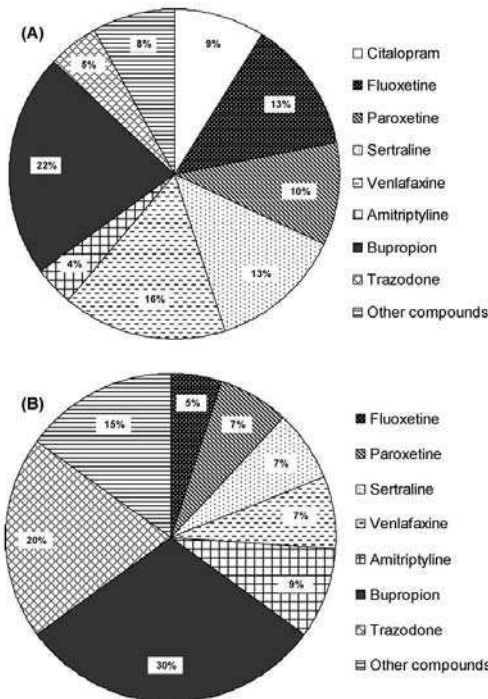 (A)
9%
13%
10%
13%
16%
4%
22%
5%
8%
Citalopram
Fluoxetine
Paroxetine
Sertraline
Venlafaxine
Amitriptyline
Bupropion
Trazodone
Other compounds
(B)
5%
7%
7%
7%
9%
30%
20%
15%
Fluoxetine
Paroxetine
Sertraline
Venlafaxine
Amitriptyline
Bupropion
Trazodone
Other compounds